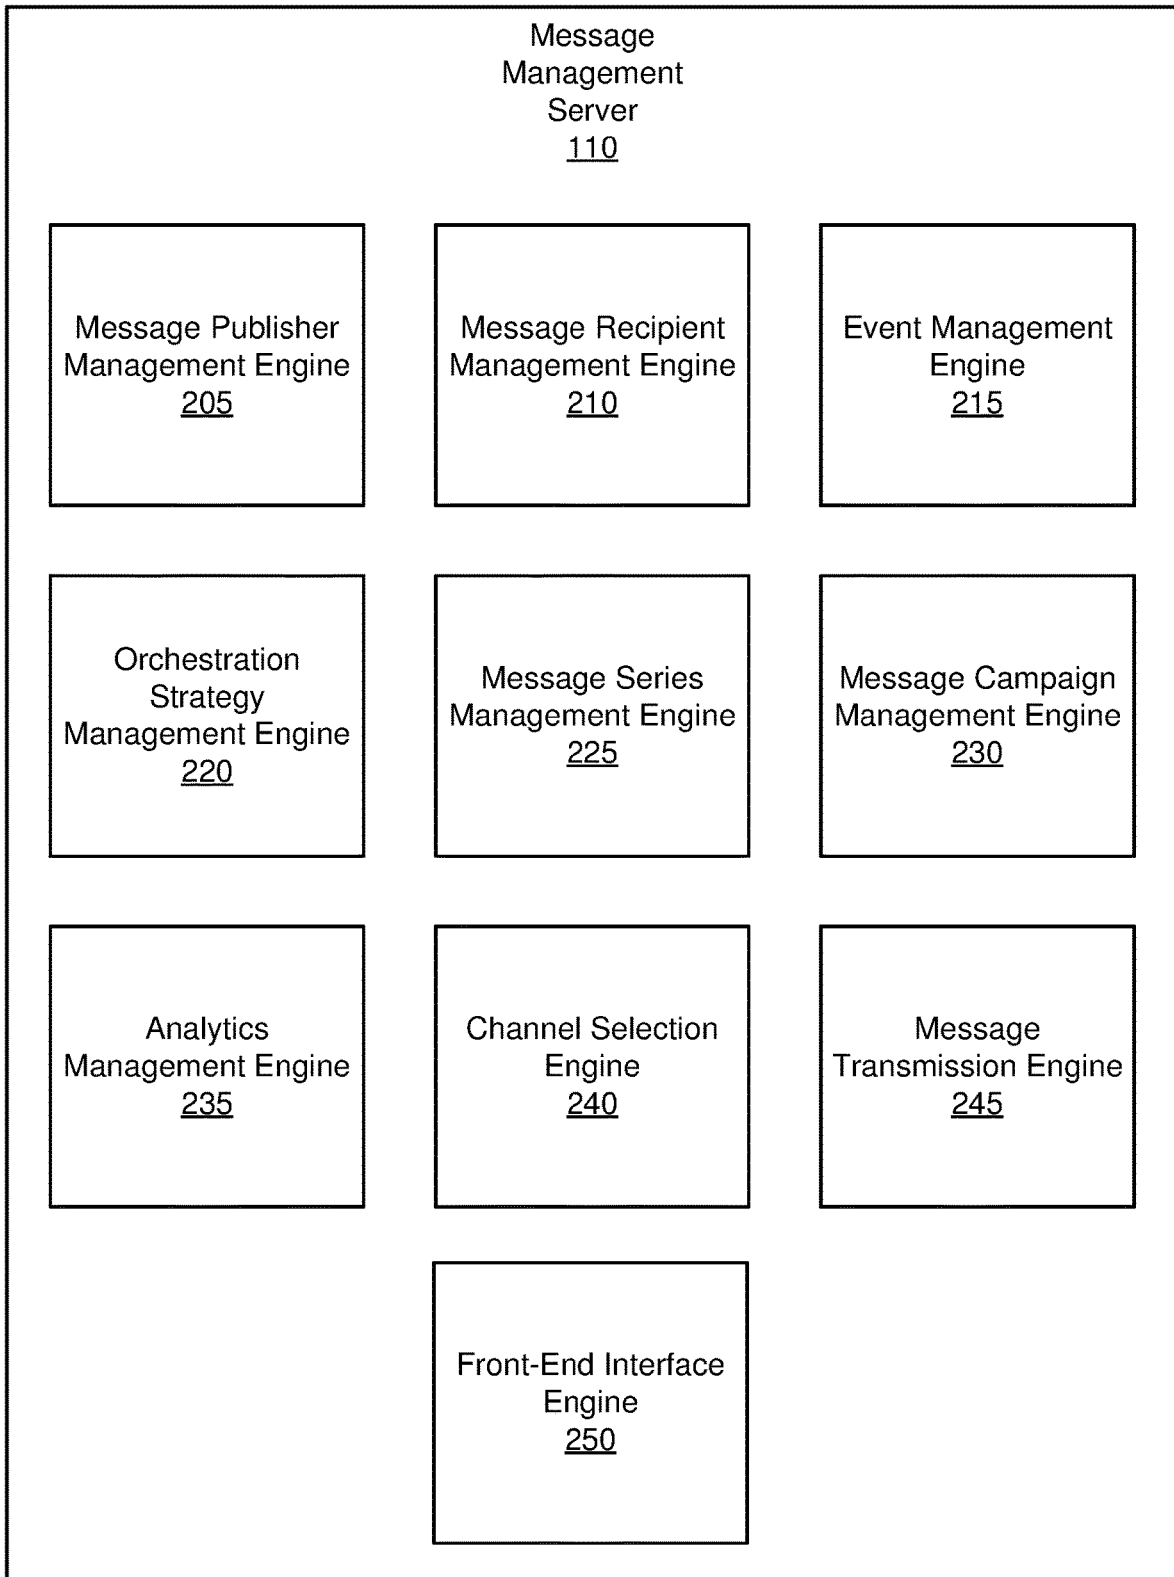 Message
Management
Server
110
Message Publisher
Management Engine
205
Message Recipient
Management Engine
210
Event Management
Engine
215
Orchestration
Strategy
Management Engine
220
Message Series
Management Engine
225
Message Campaign
Management Engine
230
Analytics
Management Engine
235
Channel Selection
Engine
240
Message
Transmission Engine
245
Front-End Interface
Engine
250